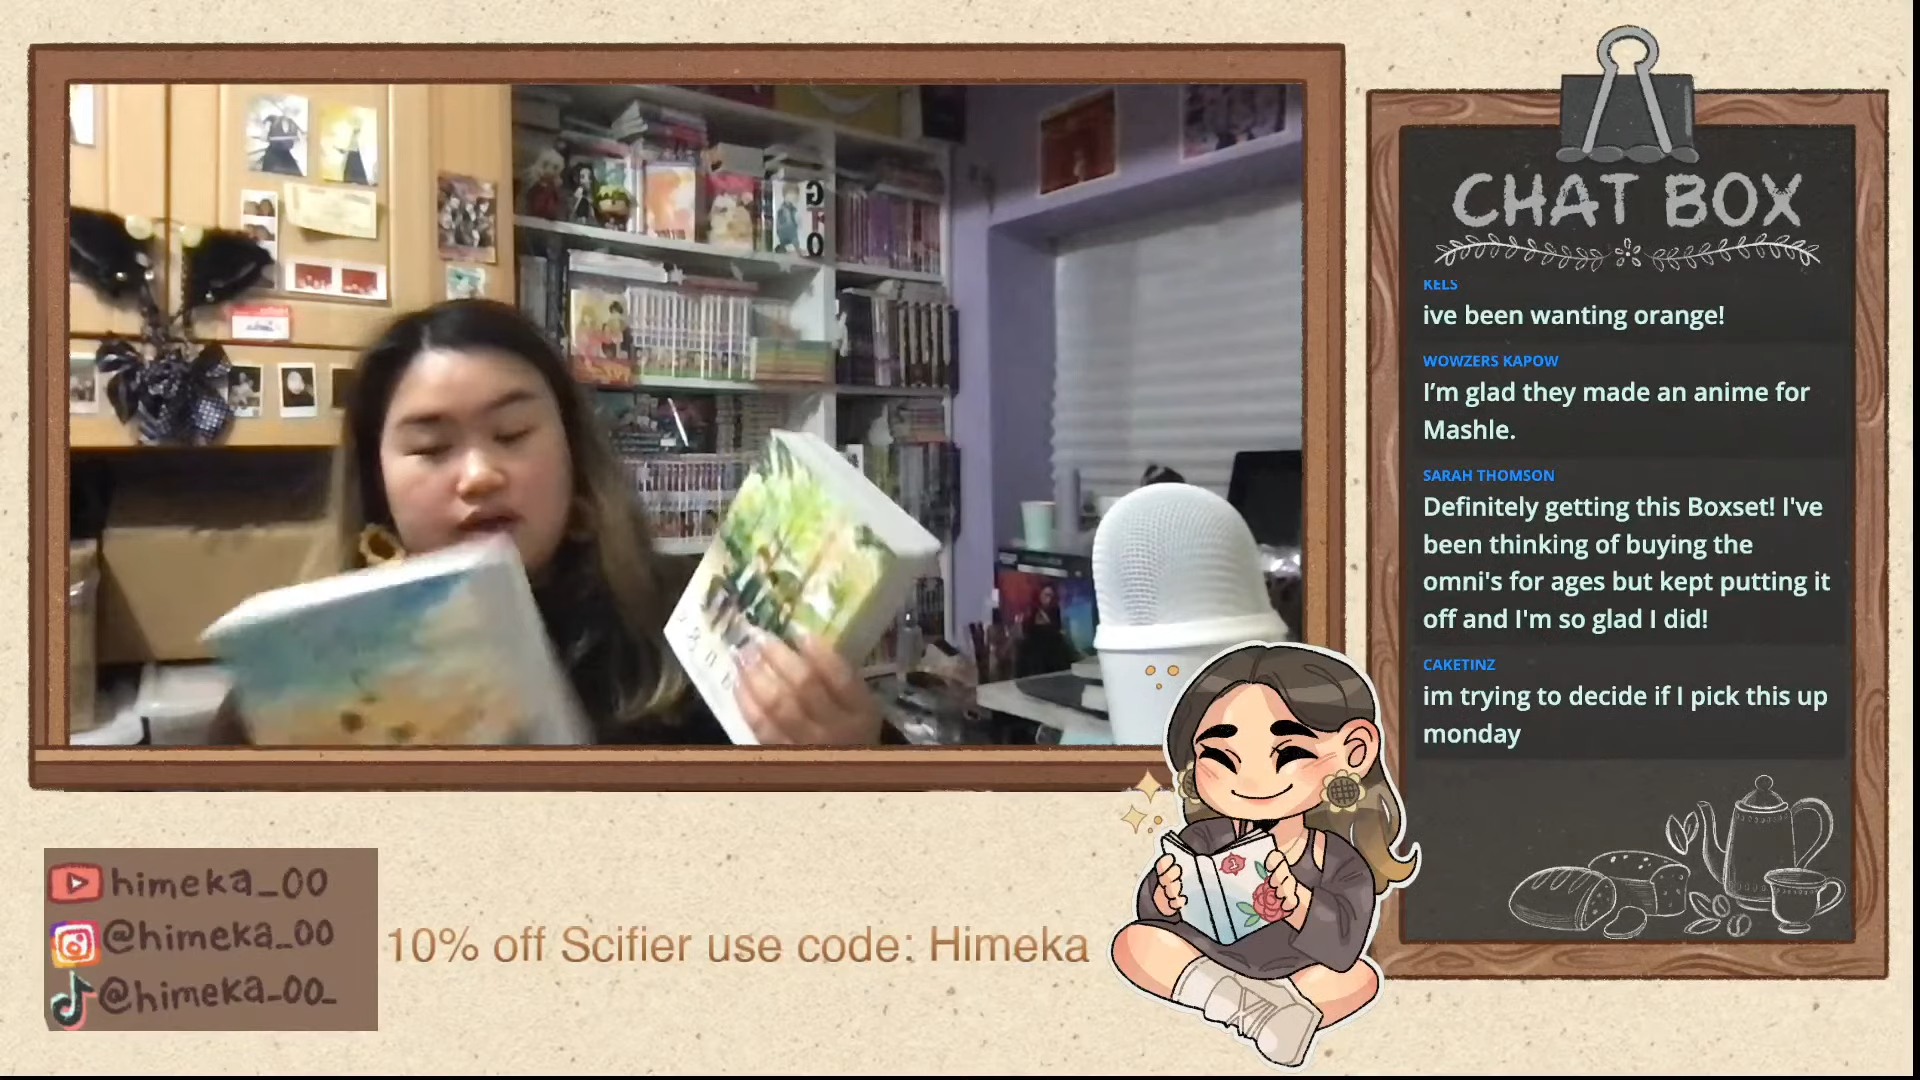 CHAT BOX
KELS
ive been wanting orange!
WOWZERS KAPOW
I’m glad they made an anime for
Mashle.
SARAH THOMSON
Definitely getting this Boxset! I've
been thinking of buying the
omni's for ages but kept putting it
off and I'm so glad I did!
CAKETINZ
im trying to decide if I pick this up
monday
himeka_00
@himeka_00
@himeka_00_
10% off Scifier use code: Himeka